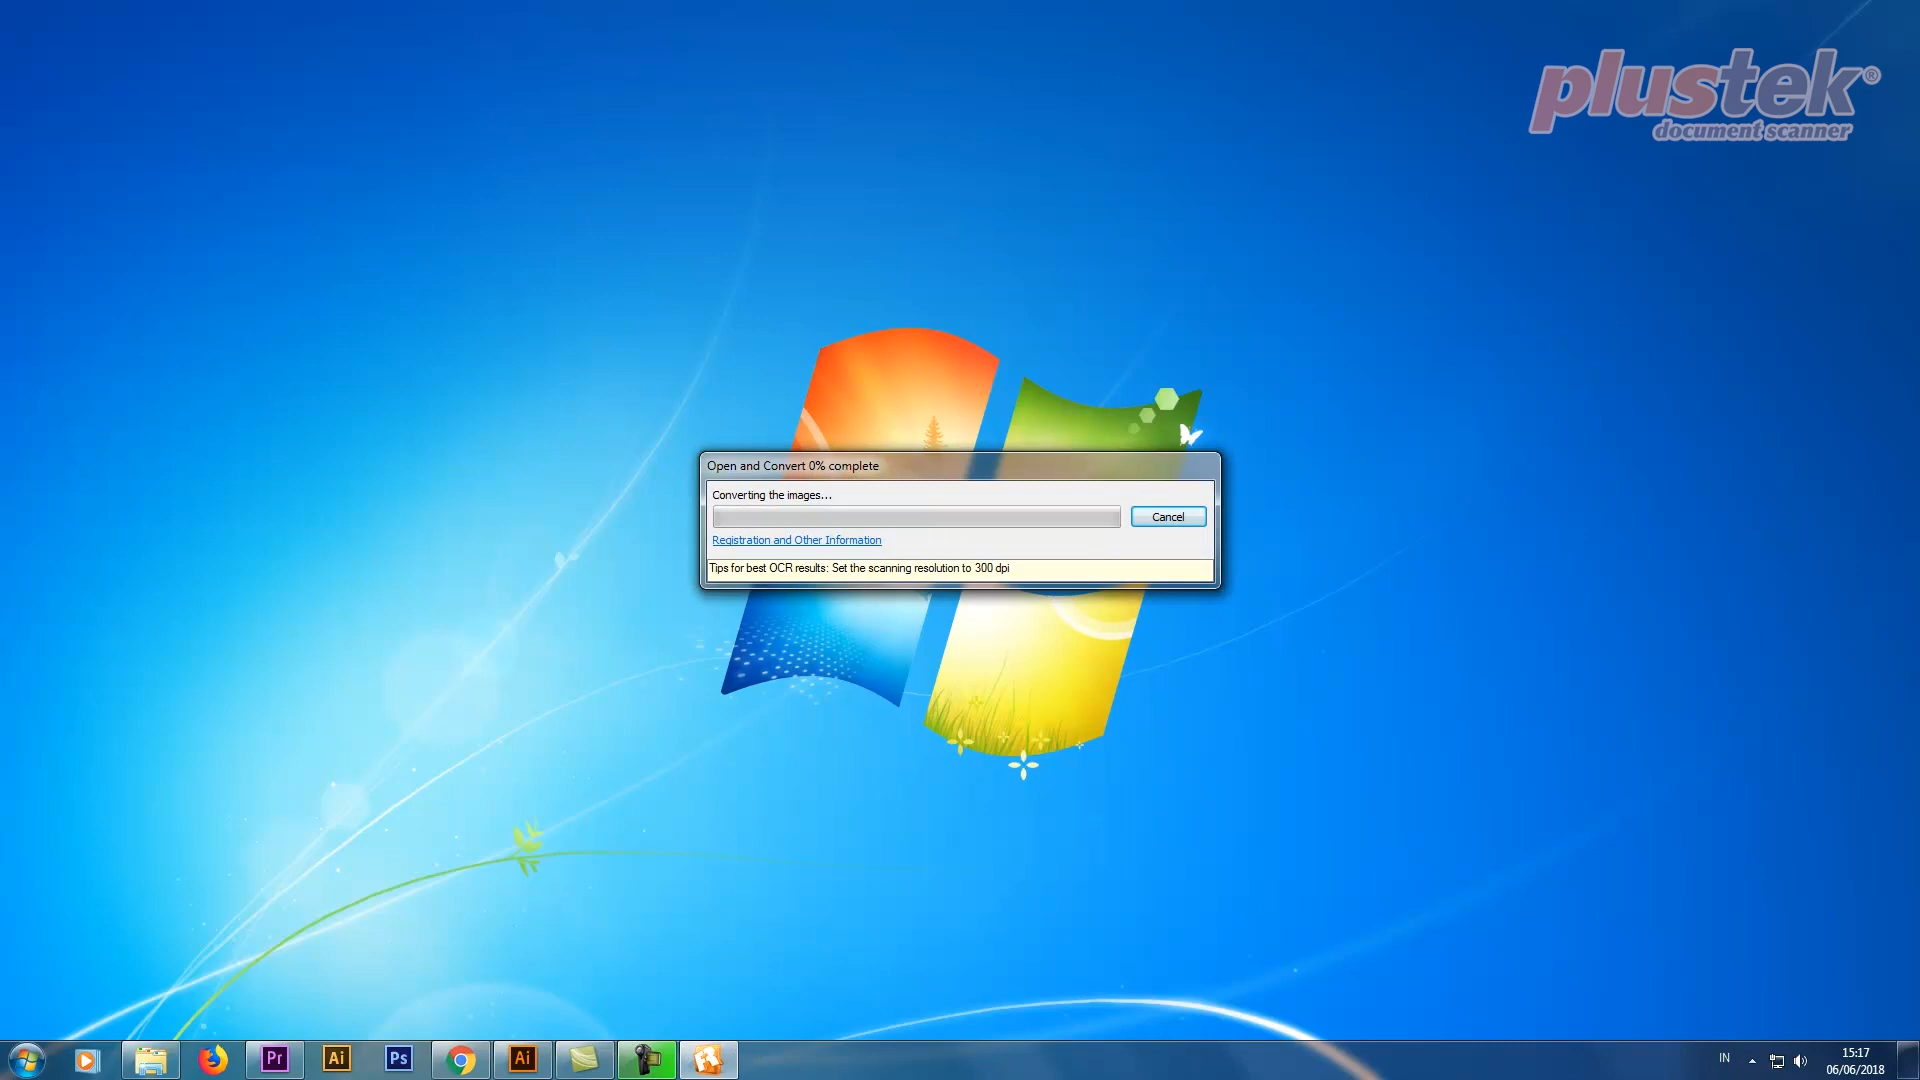 plustek®
document scanner
Open and Convert 0% complete
Converting the images...
Cancel
Registration and Other Information
Tips for best OCR results: Set the scanning resolution to 300 dpi
Pr
Ai
Ps
Ai
IN
15:17
06/06/2018